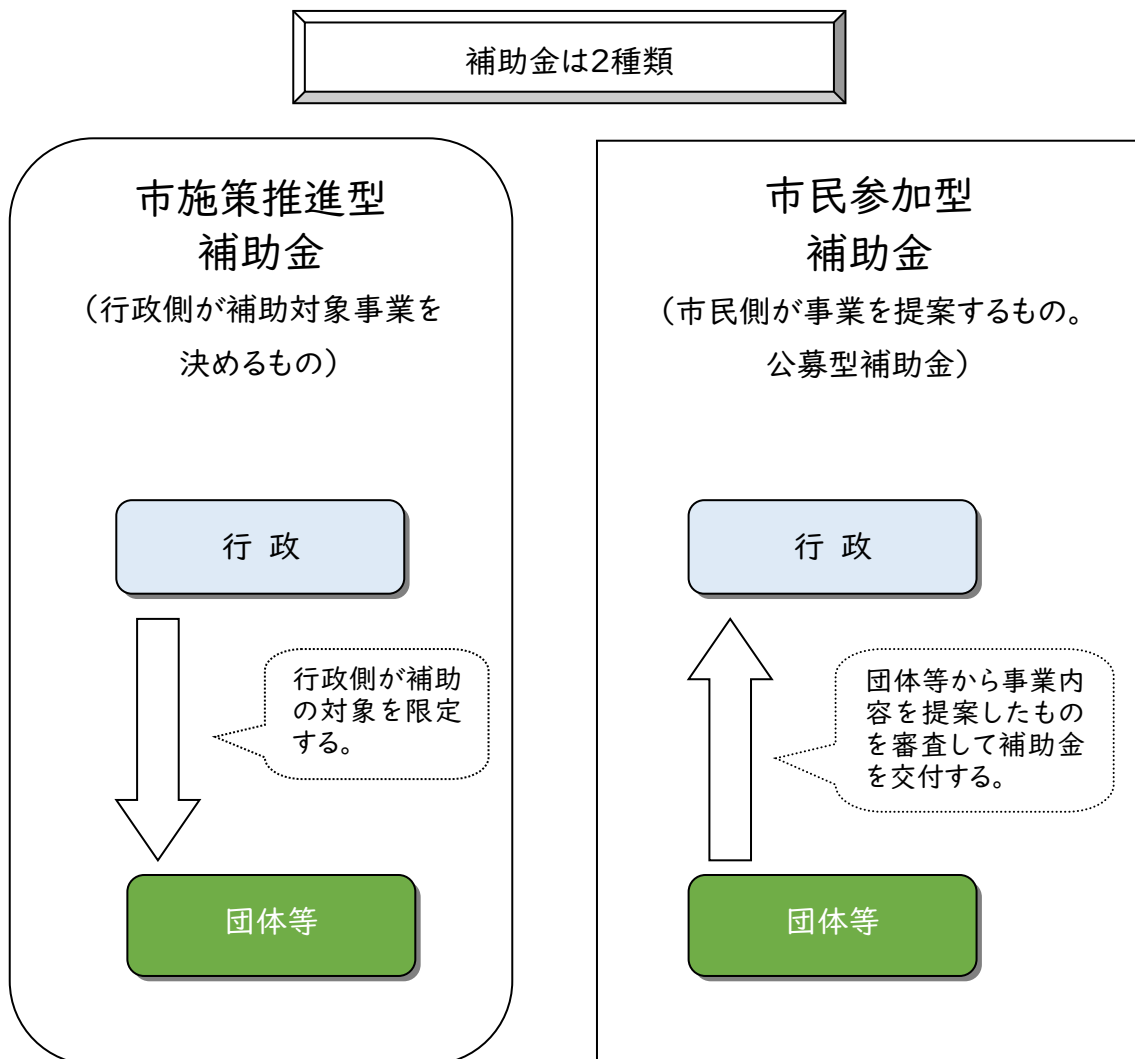 補助金は2種類
市施策推進型
補助金
（行政側が補助対象事業を
決めるもの）
行 政
行政側が補助
の対象を限定
する。
団体等
市民参加型
補助金
（市民側が事業を提案するもの。
公募型補助金）
行 政
団体等から事業内
容を提案したもの
を審査して補助金
を交付する。
団体等